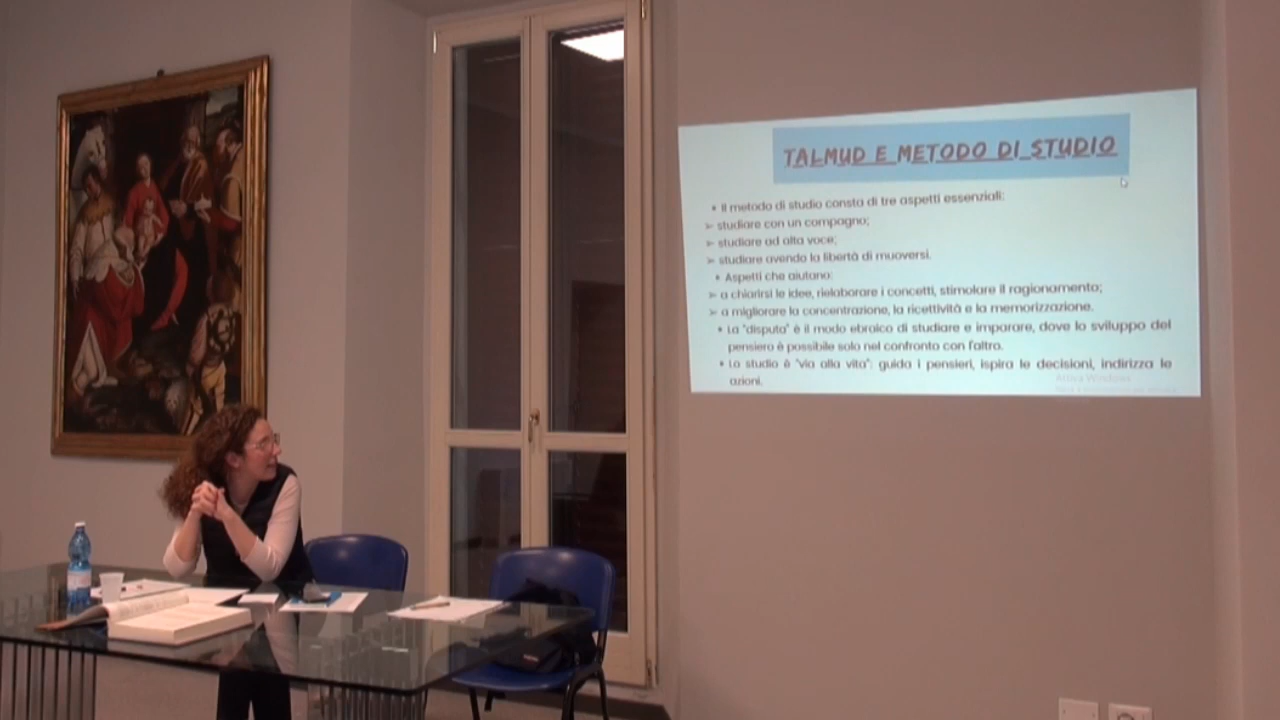 TALMUD E METODO DI STUDIO
• Il metodo di studio consta di tre aspetti essenziali:
➢ studiare con un compagno;
➢ studiare ad alta voce;
➢ studiare avendo la libertà di muoversi.
• Aspetti che aiutano:
➢ a chiarirsi le idee, rielaborare i concetti, stimolare il ragionamento;
➢ a migliorare la concentrazione, la ricettività e la memorizzazione.
• La "disputa" è il modo ebraico di studiare e imparare, dove lo sviluppo del
pensiero è possibile solo nel confronto con l'altro.
• Lo studio è "via alla vita": guida i pensieri, ispira le decisioni, indirizza le
azioni.
Attiva Windows